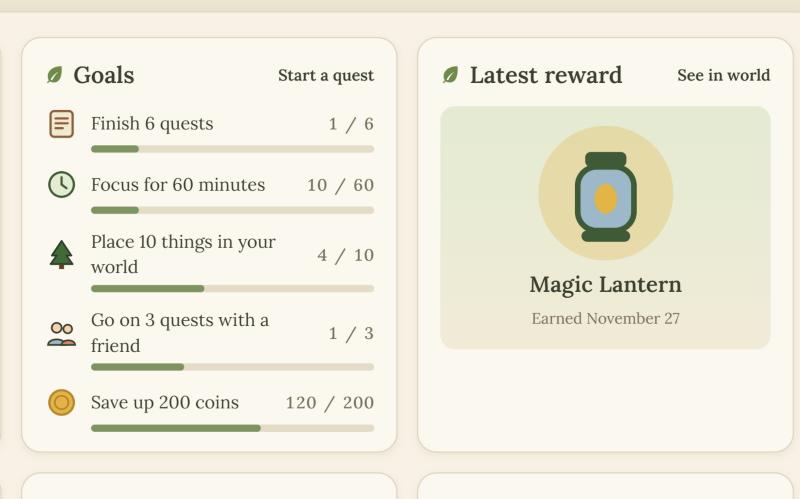 Goals
Start a quest
Finish 6 quests
1 / 6
Focus for 60 minutes
10 / 60
Place 10 things in your
world
4 / 10
Go on 3 quests with a
friend
1 / 3
Save up 200 coins
120 / 200
Latest reward
See in world
Magic Lantern
Earned November 27